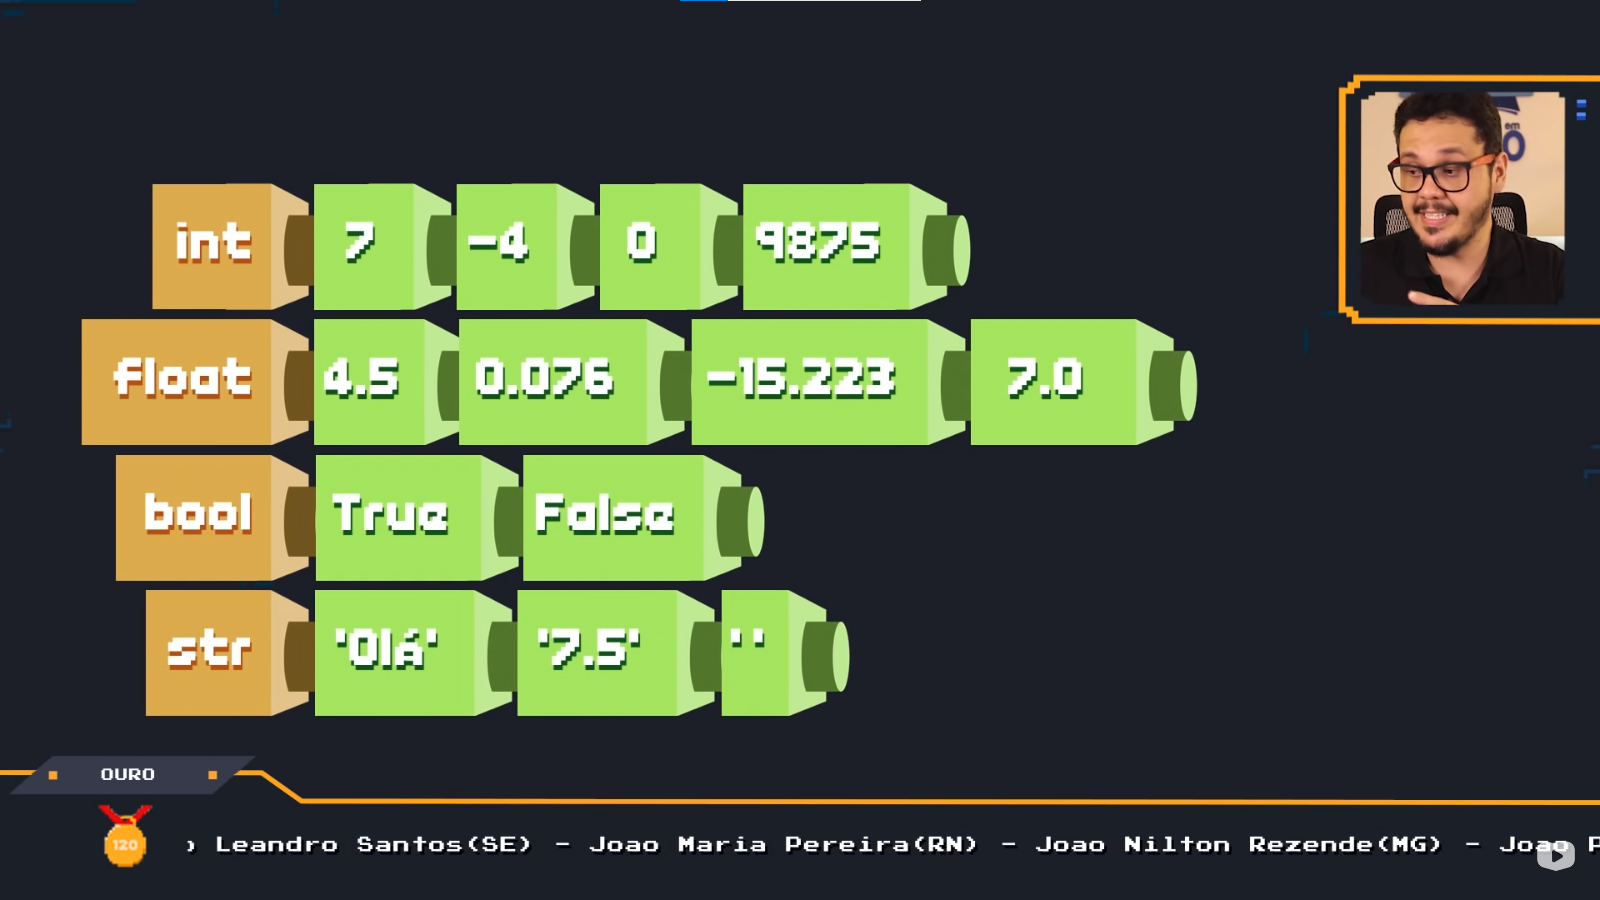 em
O
int 7 -4 0 9875
float 4.5 0.076 -15.223 7.0
bool True False
str 'Olá' '7.5' ' '
OURO
120
Leandro Santos(SE) - Joao Maria Pereira(RN) - Joao Nilton Rezende(MG) - Joao P